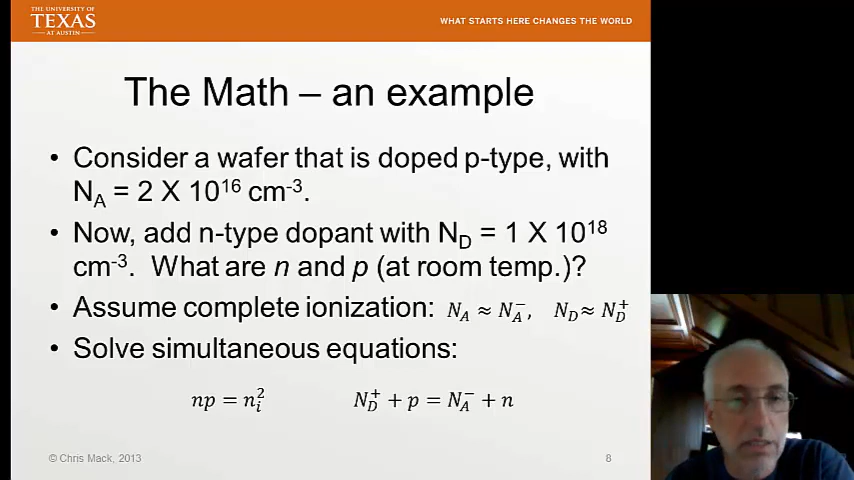 THE UNIVERSITY OF
TEXAS
AT AUSTIN
WHAT STARTS HERE CHANGES THE WORLD
The Math – an example
• Consider a wafer that is doped p-type, with
N_A = 2 X 10^16 cm^-3.
• Now, add n-type dopant with N_D = 1 X 10^18
cm^-3. What are n and p (at room temp.)?
• Assume complete ionization: N_A ≈ N_A^−, N_D ≈ N_D^+
• Solve simultaneous equations:
np = n_i^2 N_D^+ + p = N_A^− + n
© Chris Mack, 2013 8